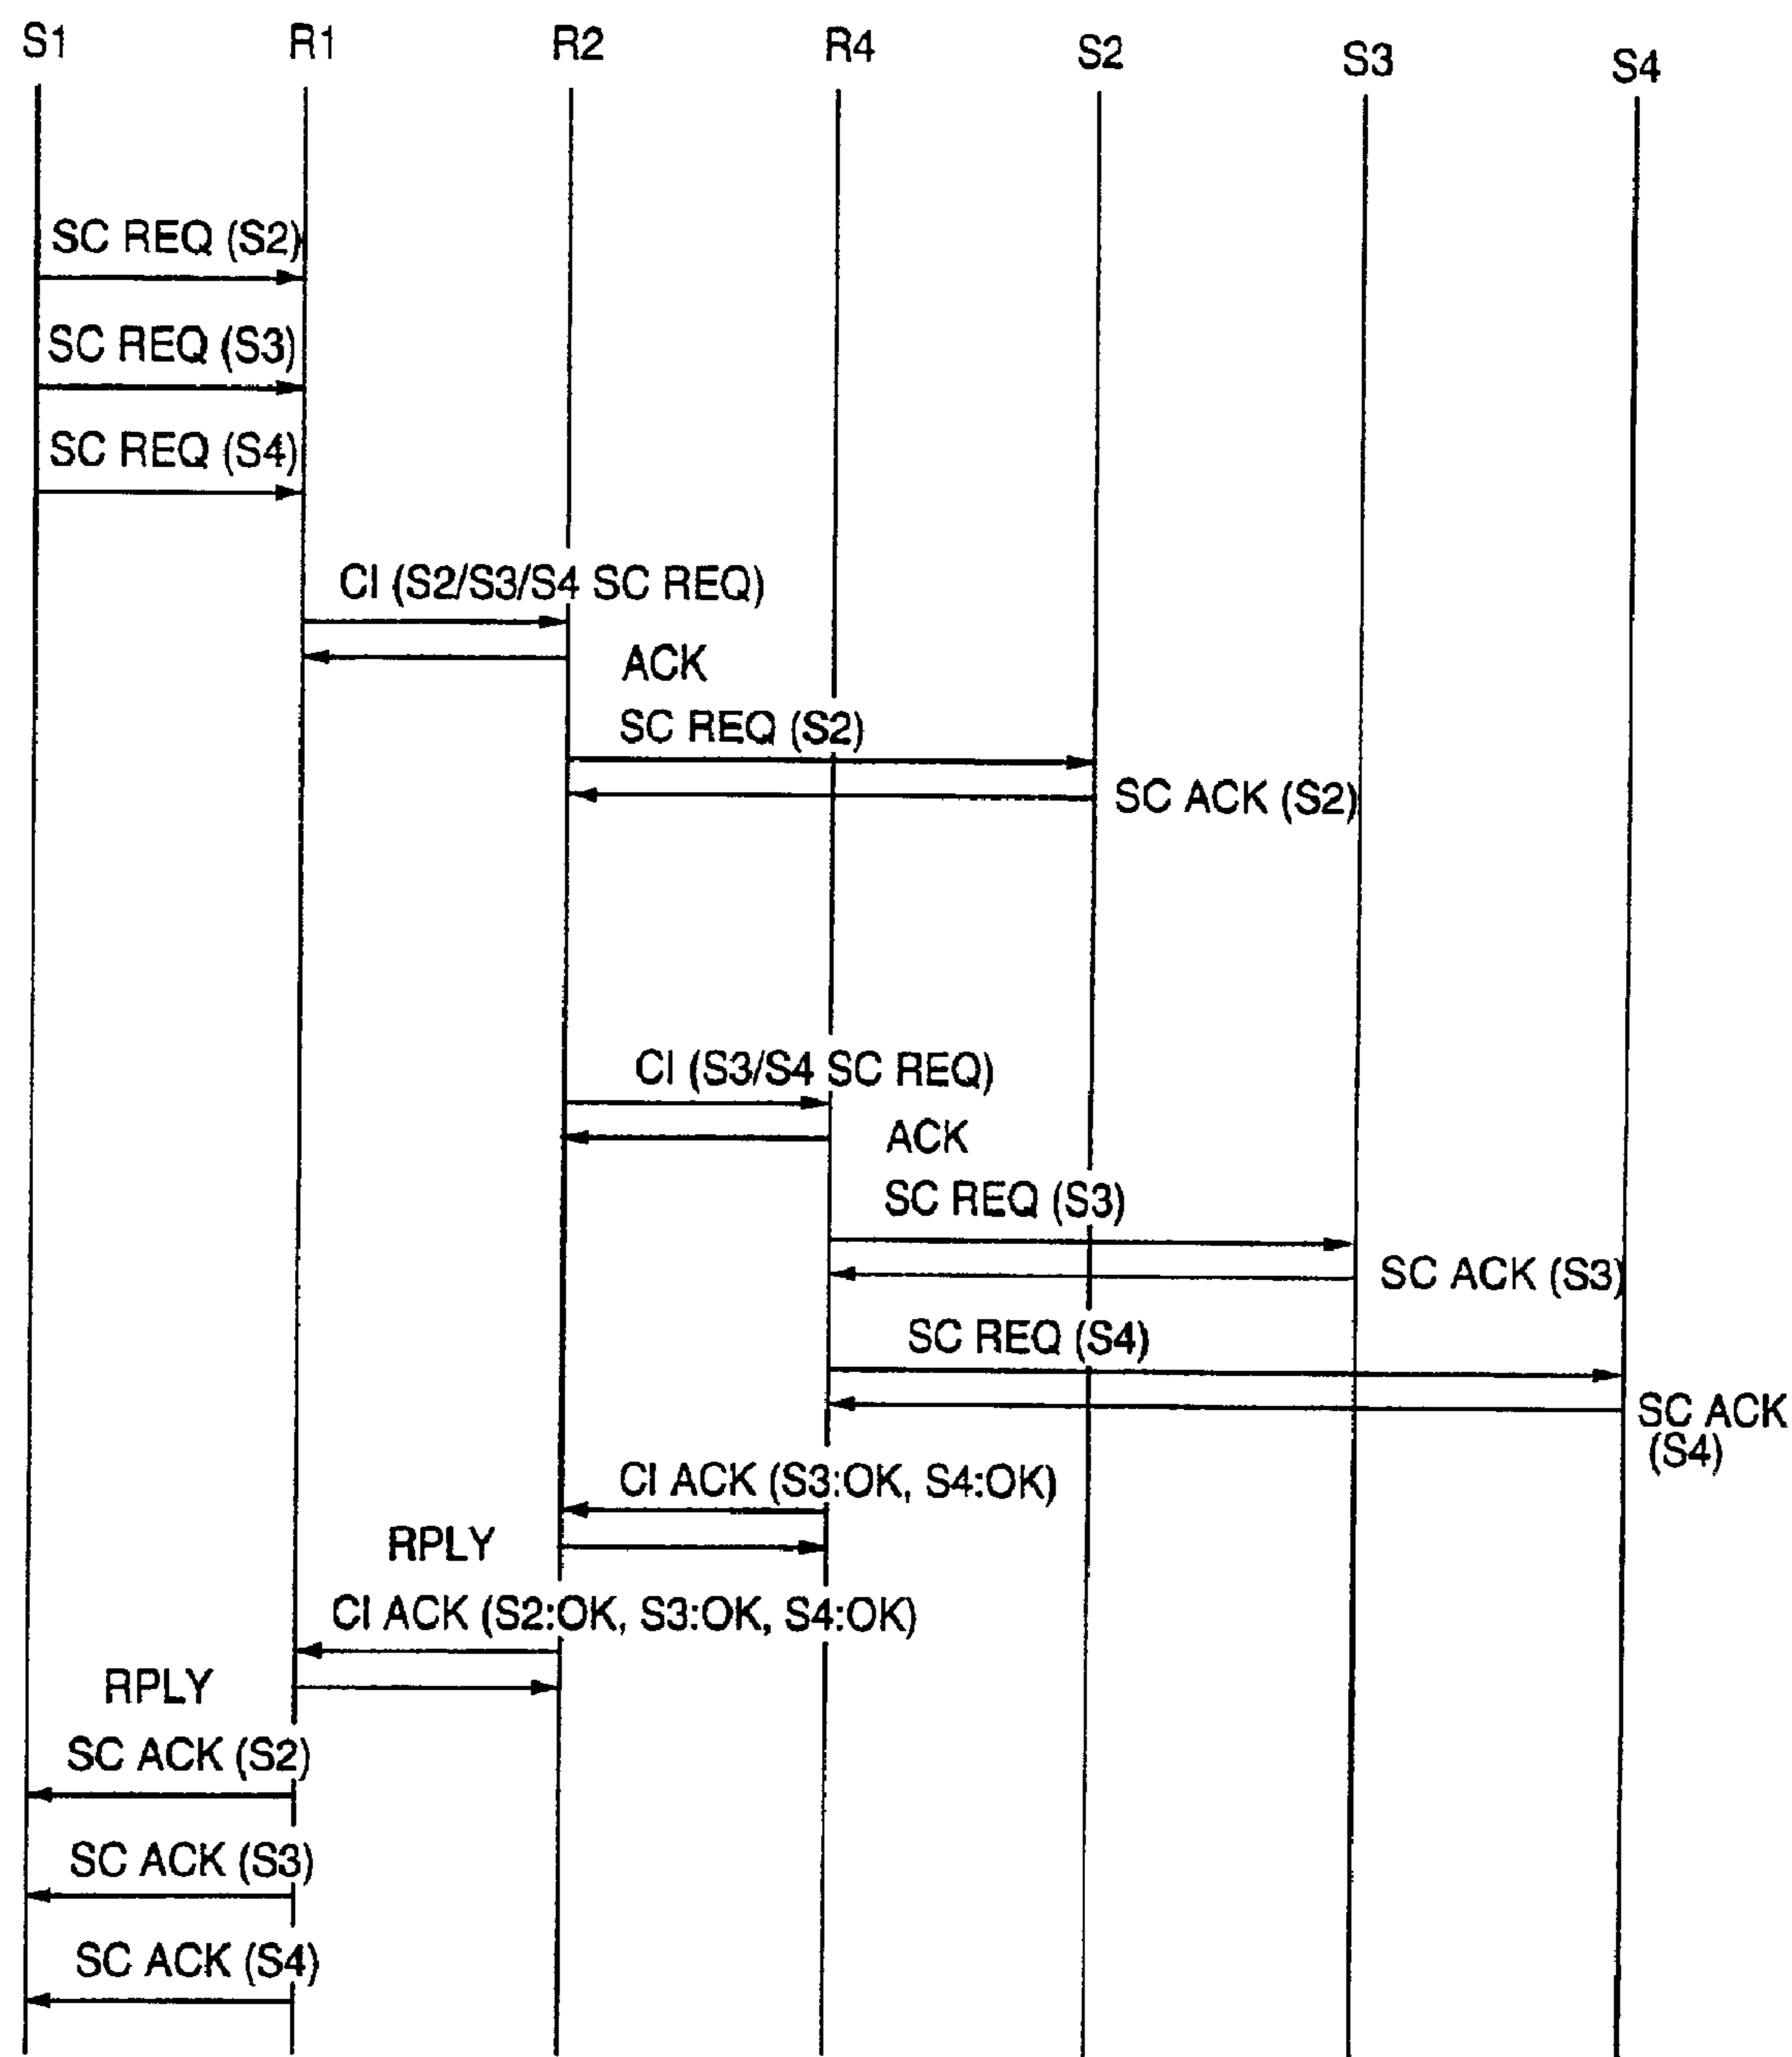 S1 R1 R2 R4 S2 S3 S4
SC REQ (S2)
SC REQ (S3)
SC REQ (S4)
CI (S2/S3/S4 SC REQ)
ACK
SC REQ (S2)
SC ACK (S2)
CI (S3/S4 SC REQ)
ACK
SC REQ (S3)
SC ACK (S3)
SC REQ (S4)
SC ACK
(S4)
CI ACK (S3:OK, S4:OK)
RPLY
CI ACK (S2:OK, S3:OK, S4:OK)
RPLY
SC ACK (S2)
SC ACK (S3)
SC ACK (S4)